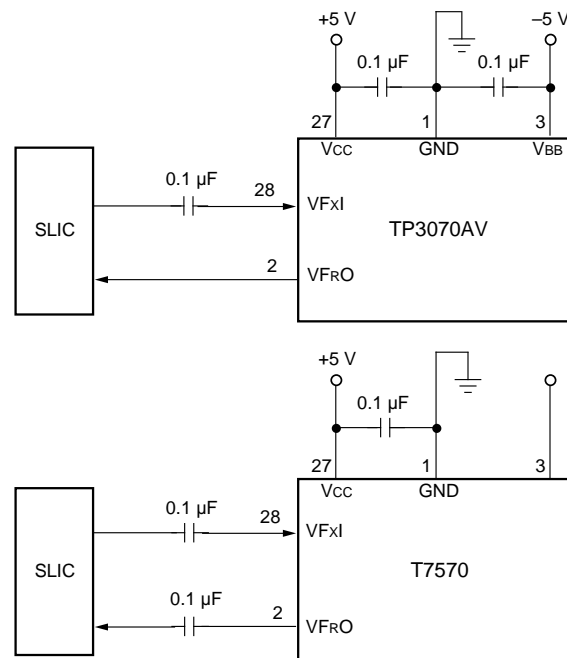 +5 V
–5 V
0.1 µF
0.1 µF
27
1
3
VCC
GND
VBB
SLIC
0.1 µF
28
VFXI
TP3070AV
2
VFRO
+5 V
0.1 µF
27
1
3
VCC
GND
SLIC
0.1 µF
28
VFXI
T7570
0.1 µF
2
VFRO